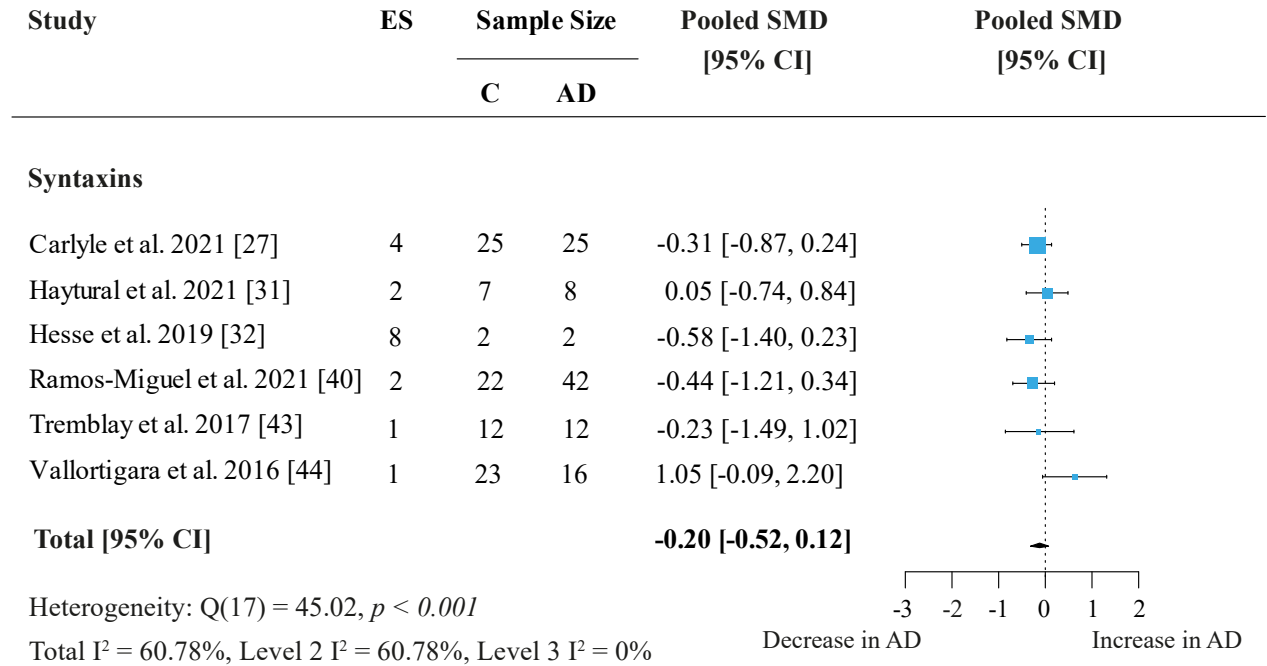 Study ES Sample Size Pooled SMD Pooled SMD
[95% CI] [95% CI]
C AD
Syntaxins
Carlyle et al. 2021 [27] 4 25 25 -0.31 [-0.87, 0.24]
Haytural et al. 2021 [31] 2 7 8 0.05 [-0.74, 0.84]
Hesse et al. 2019 [32] 8 2 2 -0.58 [-1.40, 0.23]
Ramos-Miguel et al. 2021 [40] 2 22 42 -0.44 [-1.21, 0.34]
Tremblay et al. 2017 [43] 1 12 12 -0.23 [-1.49, 1.02]
Vallortigara et al. 2016 [44] 1 23 16 1.05 [-0.09, 2.20]
Total [95% CI] -0.20 [-0.52, 0.12]
Heterogeneity: Q(17) = 45.02, p < 0.001
-3 -2 -1 0 1 2
Total I² = 60.78%, Level 2 I² = 60.78%, Level 3 I² = 0%
Decrease in AD Increase in AD